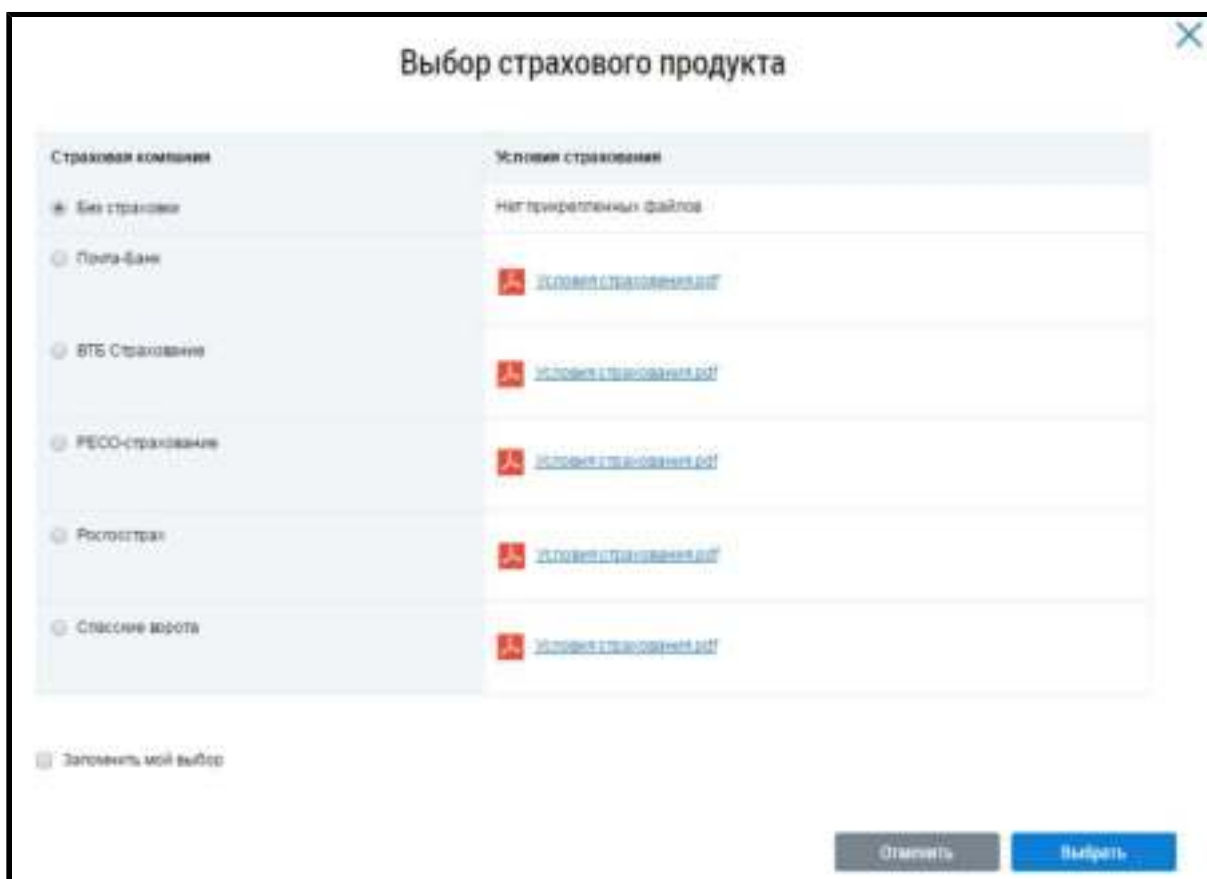 Выбор страхового продукта
Страховая компания Условия страхования
Без страховки Нет прикрепленных файлов
Почта-Банк
Условия страхования.pdf
ВТБ Страхование
Условия страхования.pdf
РЕСО-страхование
Условия страхования.pdf
Росгосстрах
Условия страхования.pdf
Спасские ворота
Условия страхования.pdf
Запомнить мой выбор
Отменить Выбрать